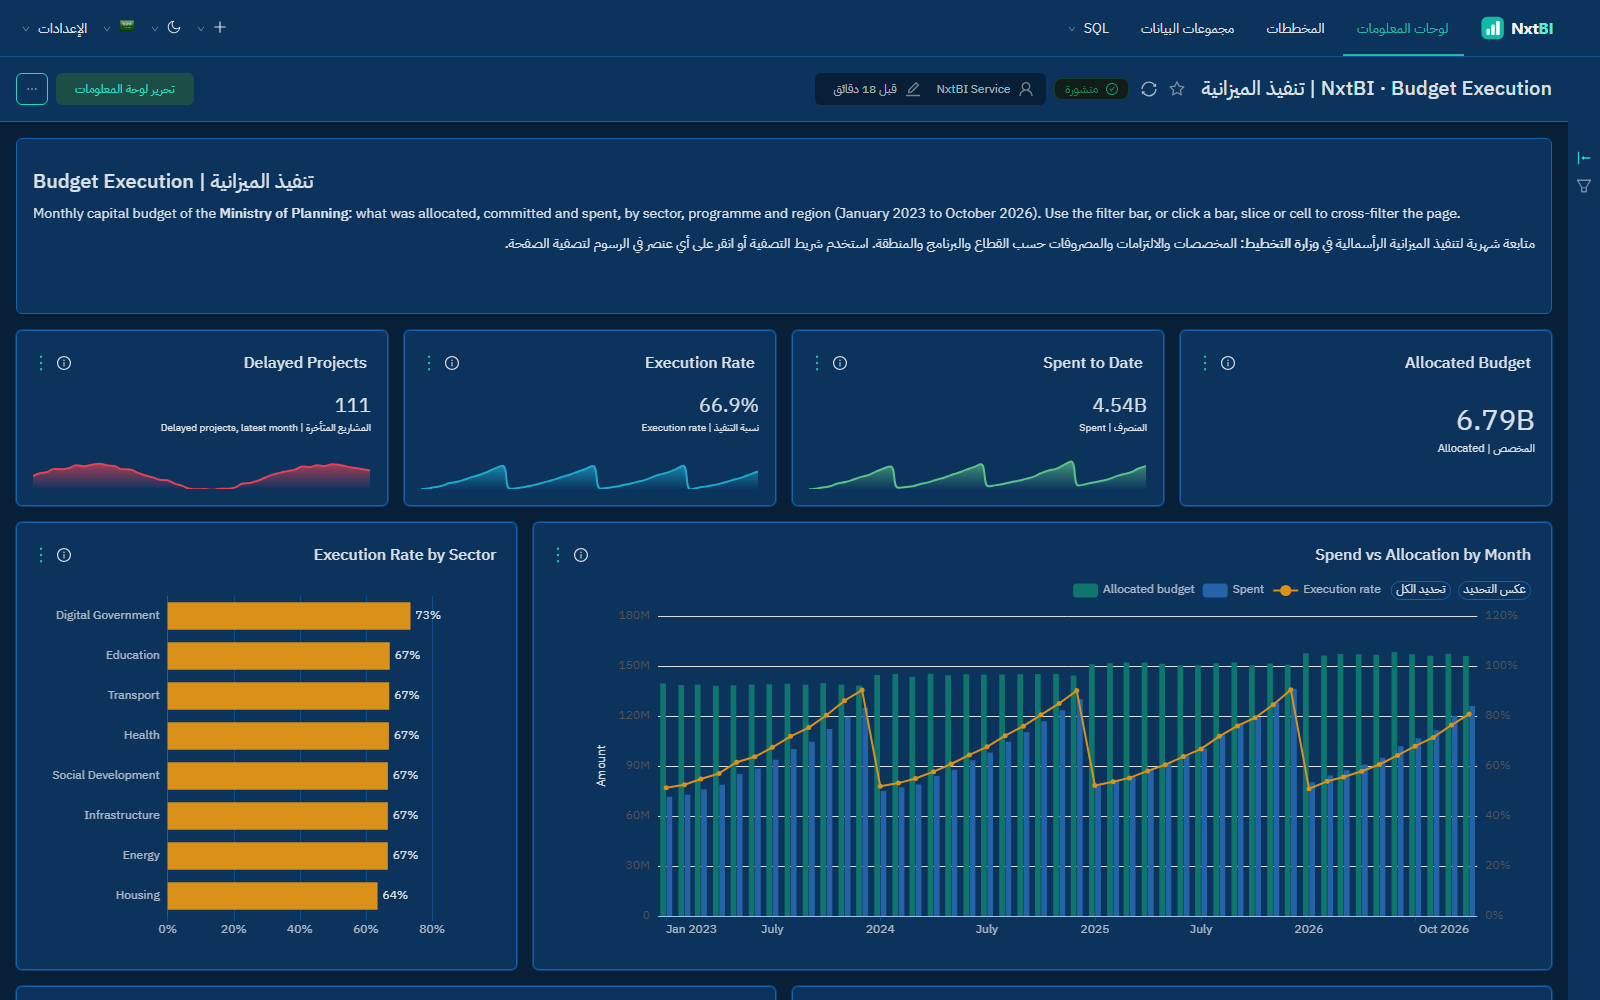 NxtBI
لوحات المعلومات
المخططات
مجموعات البيانات
SQL
الإعدادات
NxtBI · Budget Execution | تنفيذ الميزانية
منشورة
NxtBI Service
قبل 18 دقائق
تحرير لوحة المعلومات
Budget Execution | تنفيذ الميزانية
Monthly capital budget of the Ministry of Planning: what was allocated, committed and spent, by sector, programme and region (January 2023 to October 2026). Use the filter bar, or click a bar, slice or cell to cross-filter the page.
متابعة شهرية لتنفيذ الميزانية الرأسمالية في وزارة التخطيط: المخصصات والالتزامات والمصروفات حسب القطاع والبرنامج والمنطقة. استخدم شريط التصفية أو انقر على أي عنصر في الرسوم لتصفية الصفحة.
Allocated Budget
6.79B
Allocated | المخصص
Spent to Date
4.54B
Spent | المنصرف
Execution Rate
66.9%
Execution rate | نسبة التنفيذ
Delayed Projects
111
Delayed projects, latest month | المشاريع المتأخرة
Spend vs Allocation by Month
Allocated budget
Spent
Execution rate
تحديد الكل
عكس التحديد
180M
150M
120M
90M
60M
30M
0
Amount
120%
100%
80%
60%
40%
20%
0%
Jan 2023
July
2024
July
2025
July
2026
Oct 2026
Execution Rate by Sector
Digital Government 73%
Education 67%
Transport 67%
Health 67%
Social Development 67%
Infrastructure 67%
Energy 67%
Housing 64%
0%
20%
40%
60%
80%